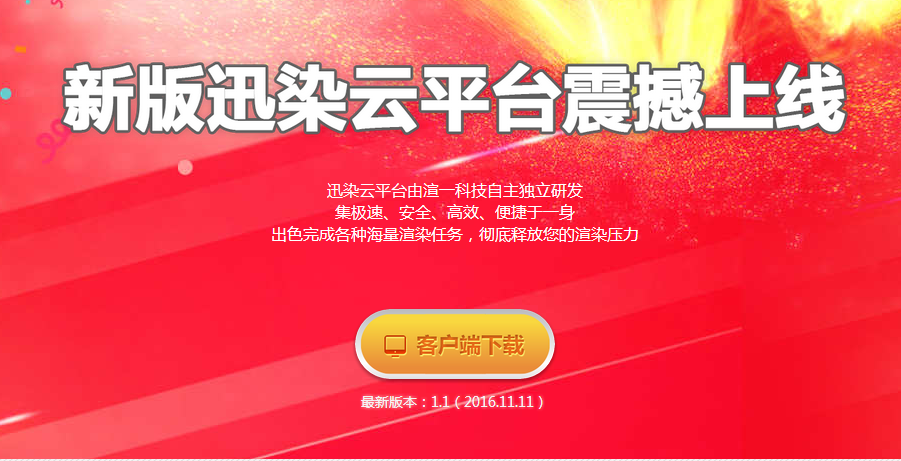 新版迅染云平台震撼上线
迅染云平台由渲一科技自主独立研发
集极速、安全、高效、便捷于一身
出色完成各种海量渲染任务，彻底释放您的渲染压力
客户端下载
最新版本：1.1（2016.11.11）